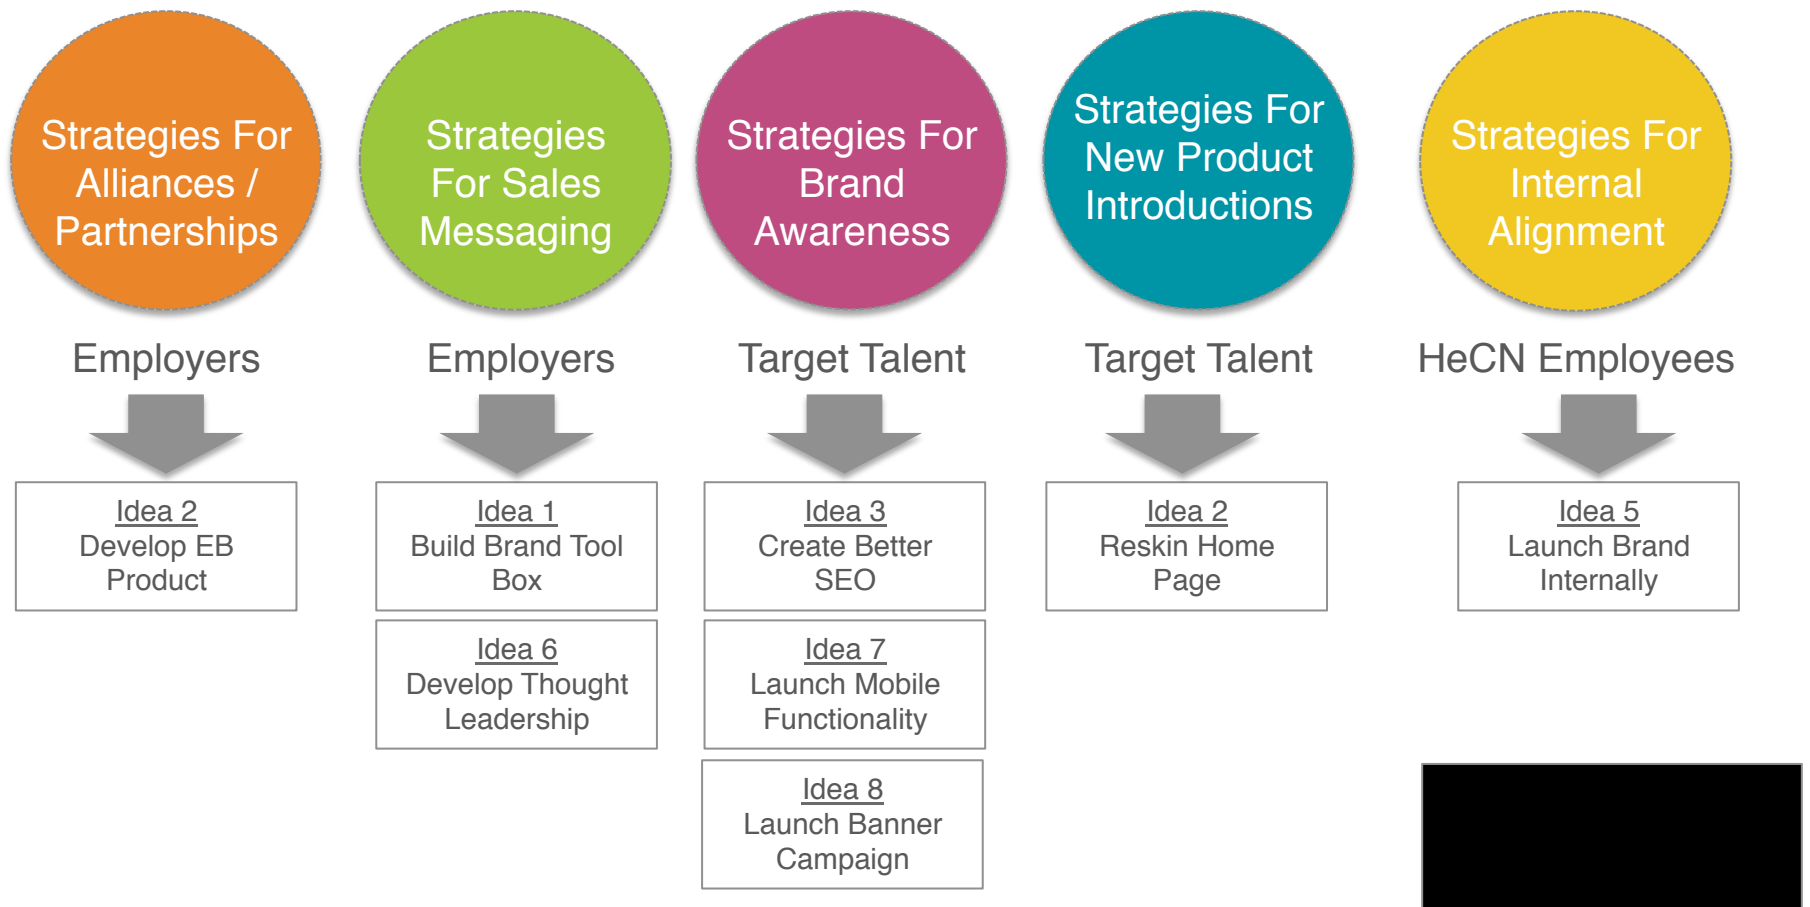 Strategies For
Alliances /
Partnerships
Strategies
For Sales
Messaging
Strategies For
Brand
Awareness
Strategies For
New Product
Introductions
Strategies For
Internal
Alignment
Employers
Employers
Target Talent
Target Talent
HeCN Employees
Idea 2
Develop EB
Product
Idea 1
Build Brand Tool
Box
Idea 6
Develop Thought
Leadership
Idea 3
Create Better
SEO
Idea 7
Launch Mobile
Functionality
Idea 8
Launch Banner
Campaign
Idea 2
Reskin Home
Page
Idea 5
Launch Brand
Internally